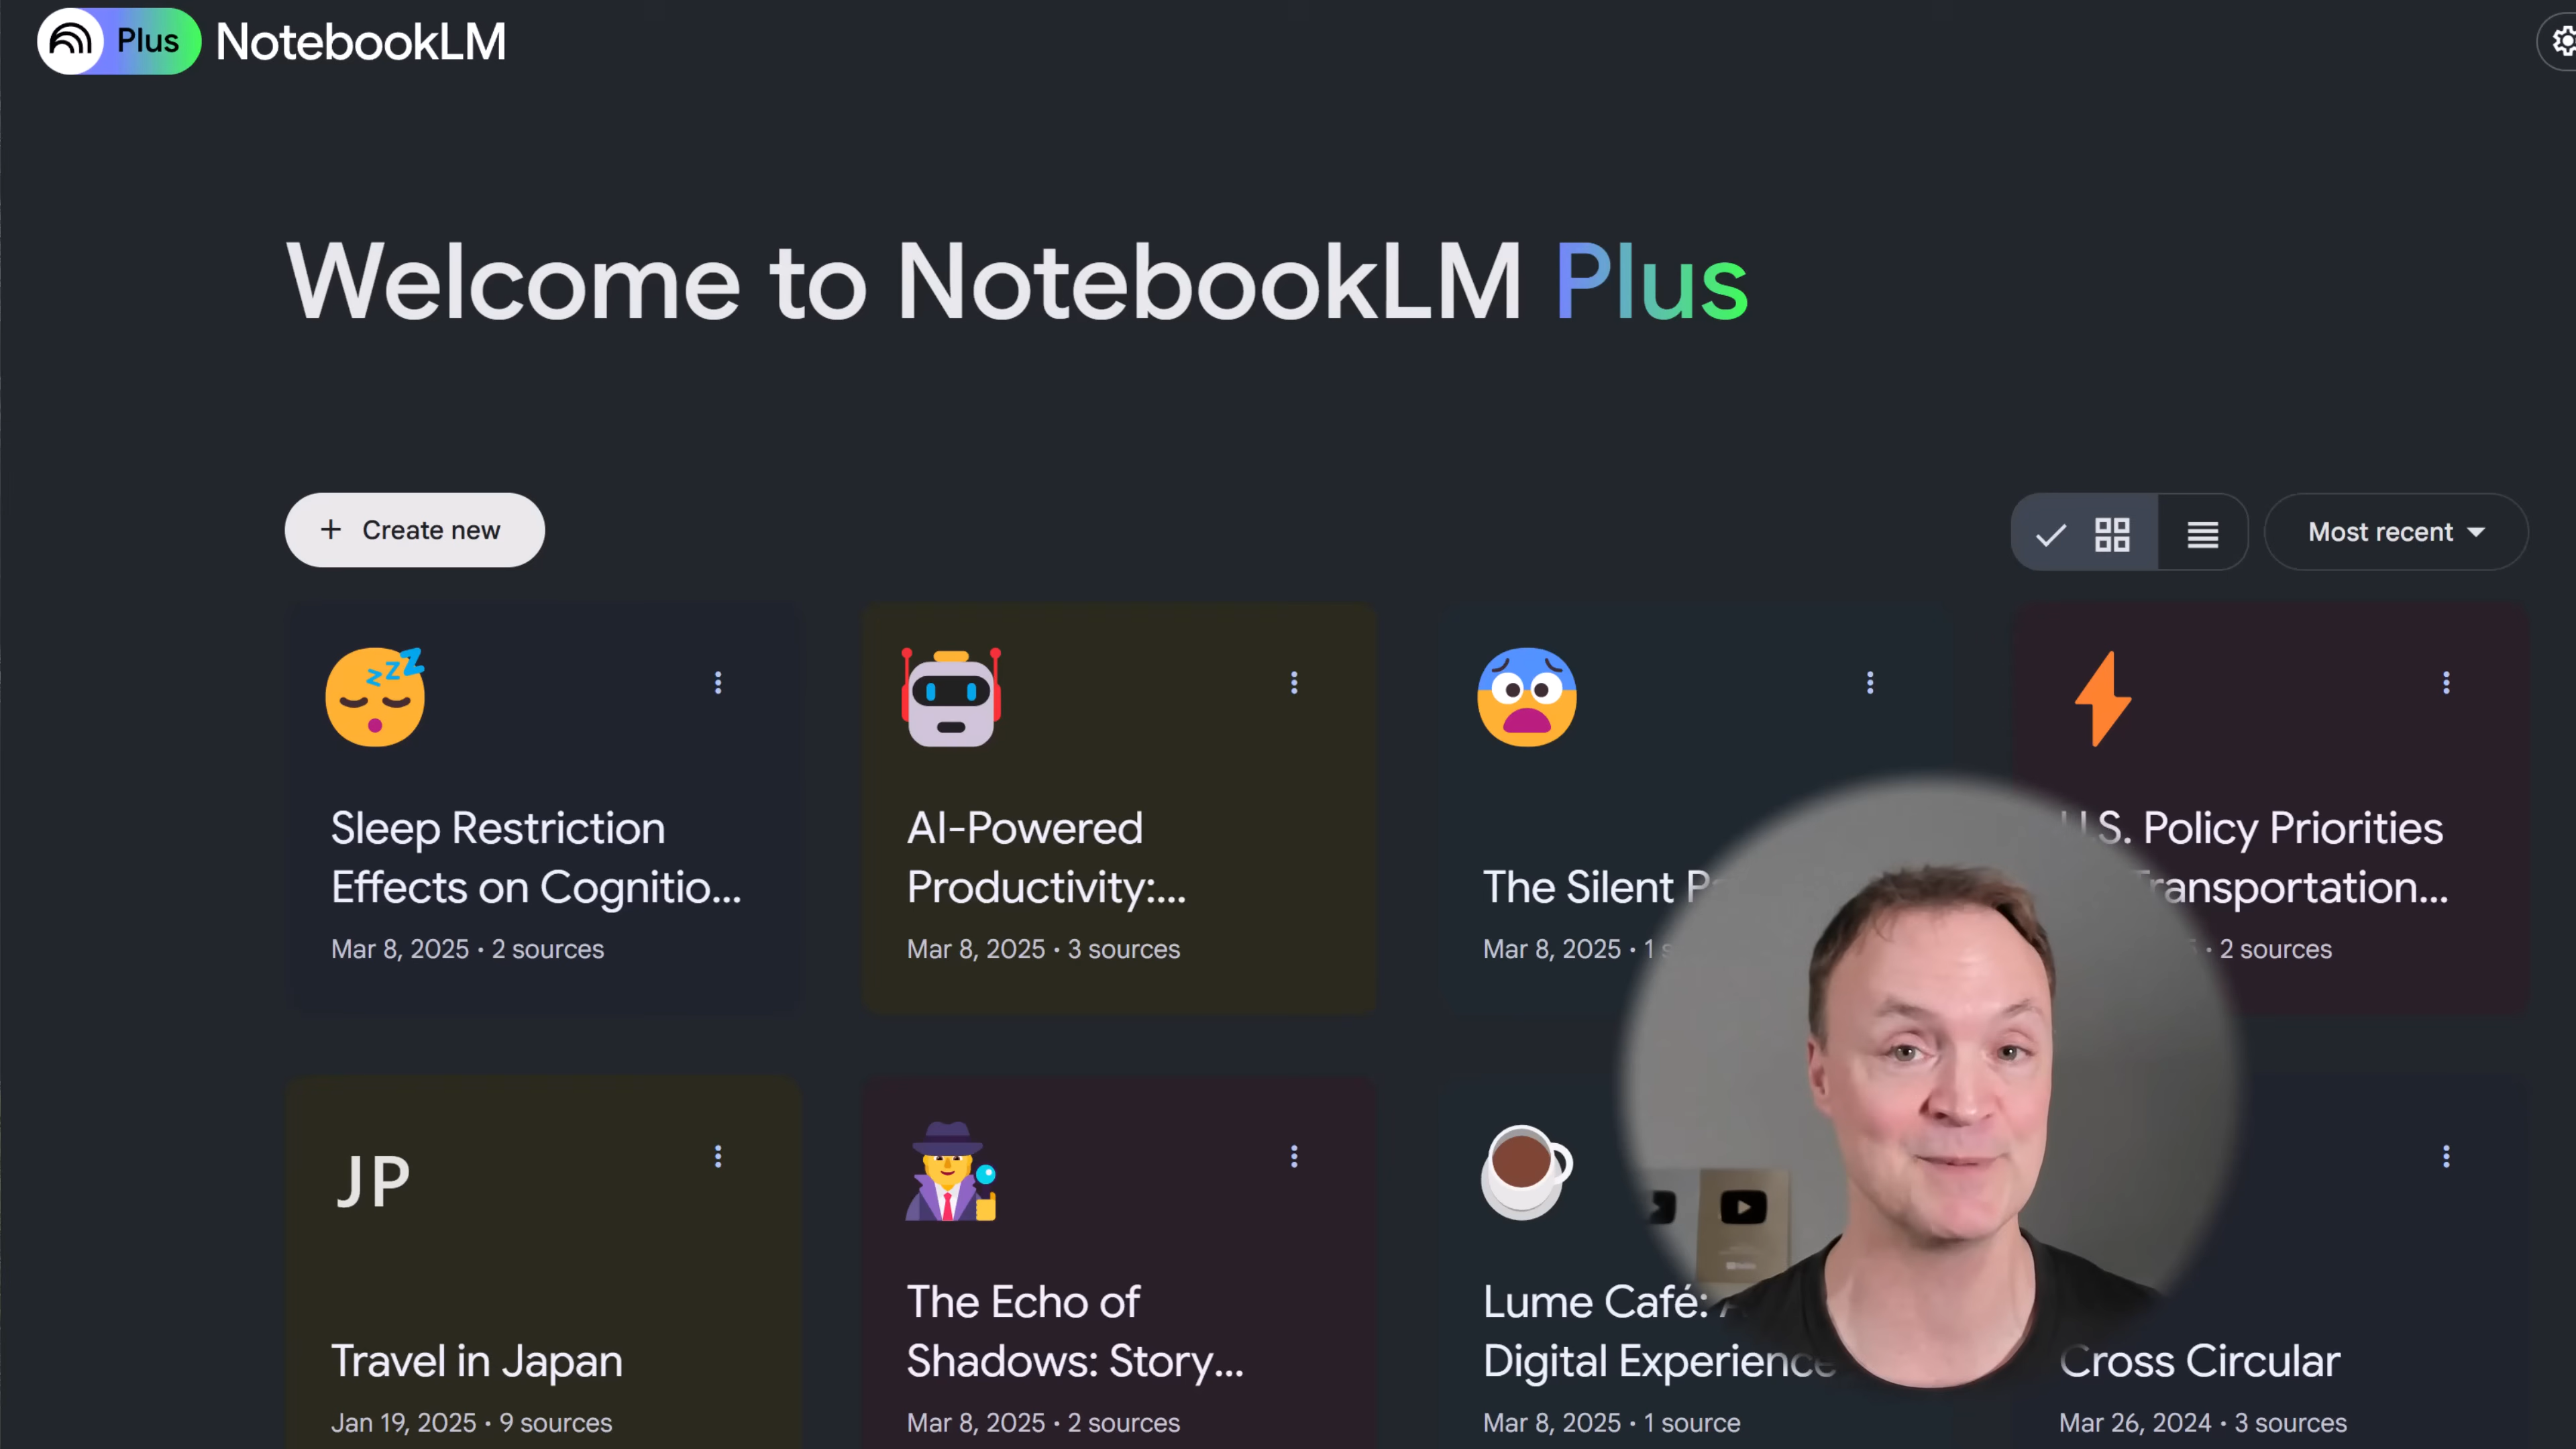 Plus NotebookLM
Welcome to NotebookLM Plus
+ Create new
Most recent
Sleep Restriction
Effects on Cognitio...
Mar 8, 2025 • 2 sources
AI-Powered
Productivity:...
Mar 8, 2025 • 3 sources
The Silent
Mar 8, 2025 • 1
U.S. Policy Priorities
Transportation...
• 2 sources
JP
Travel in Japan
Jan 19, 2025 • 9 sources
The Echo of
Shadows: Story...
Mar 8, 2025 • 2 sources
Lume Café:
Digital Experience
Mar 8, 2025 • 1 source
Cross Circular
Mar 26, 2024 • 3 sources